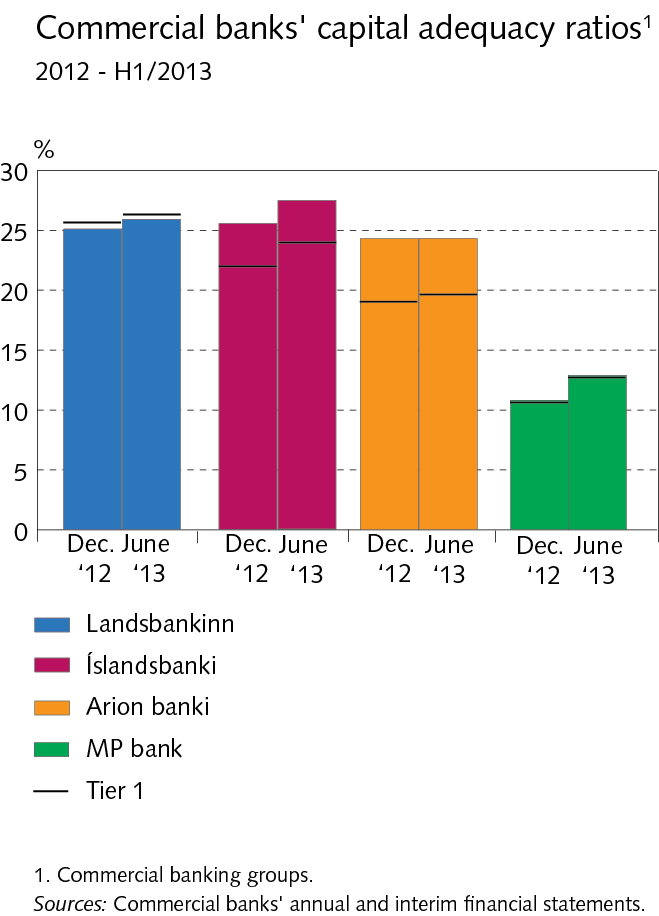 Commercial banks' capital adequacy ratios¹
2012 - H1/2013
%
30
25
20
15
10
5
0
Dec. June Dec. June Dec. June Dec. June
‘12 ‘13 ‘12 ‘13 ‘12 ‘13 ‘12 ‘13
Landsbankinn
Íslandsbanki
Arion banki
MP bank
Tier 1
1. Commercial banking groups.
Sources: Commercial banks' annual and interim financial statements.